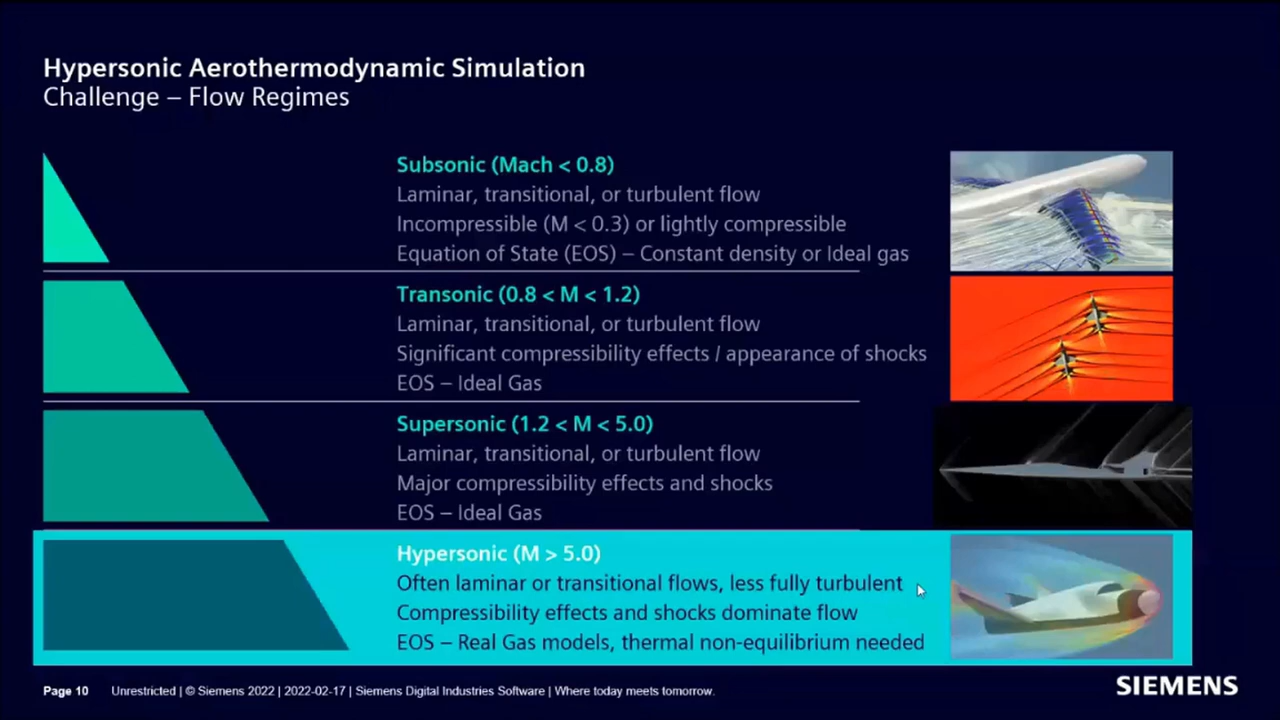 Hypersonic Aerothermodynamic Simulation
Challenge – Flow Regimes
Subsonic (Mach < 0.8)
Laminar, transitional, or turbulent flow
Incompressible (M < 0.3) or lightly compressible
Equation of State (EOS) – Constant density or Ideal gas
Transonic (0.8 < M < 1.2)
Laminar, transitional, or turbulent flow
Significant compressibility effects / appearance of shocks
EOS – Ideal Gas
Supersonic (1.2 < M < 5.0)
Laminar, transitional, or turbulent flow
Major compressibility effects and shocks
EOS – Ideal Gas
Hypersonic (M > 5.0)
Often laminar or transitional flows, less fully turbulent
Compressibility effects and shocks dominate flow
EOS – Real Gas models, thermal non-equilibrium needed
Page 10 Unrestricted | © Siemens 2022 | 2022-02-17 | Siemens Digital Industries Software | Where today meets tomorrow.
SIEMENS